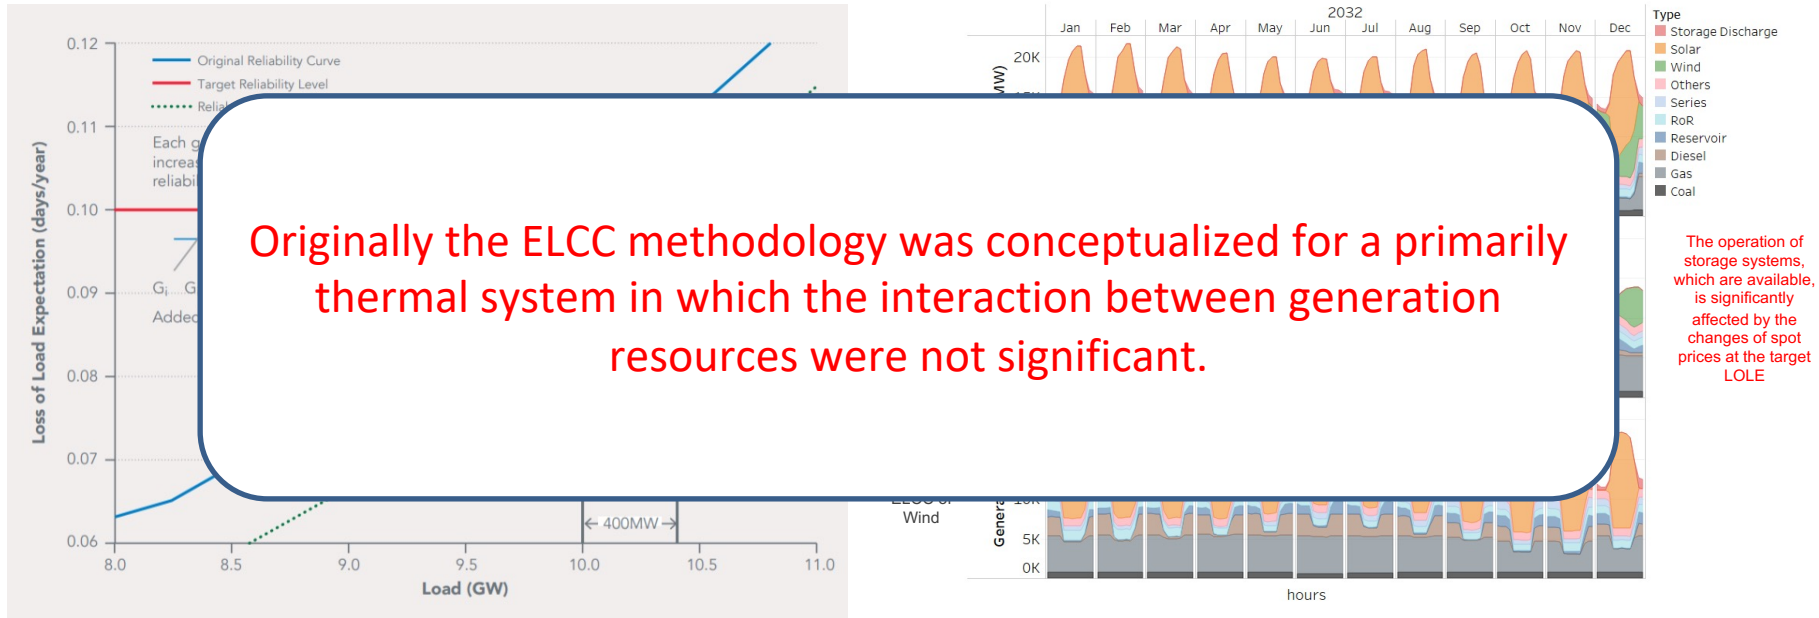 0.12
0.11
0.10
0.09
0.08
0.07
0.06
Loss of Load Expectation (days/year)
Original Reliability Curve
Target Reliability Level
Each
Added
400MW
8.0 8.5 9.0 9.5 10.0 10.5 11.0
Load (GW)
Originally the ELCC methodology was conceptualized for a primarily
thermal system in which the interaction between generation
resources were not significant.
Wind
2032
Jan Feb Mar Apr May Jun Jul Aug Sep Oct Nov Dec
20K
5K
0K
hours
Type
Storage Discharge
Solar
Wind
Others
Series
RoR
Reservoir
Diesel
Gas
Coal
The operation of
storage systems,
which are available,
is significantly
affected by the
changes of spot
prices at the target
LOLE